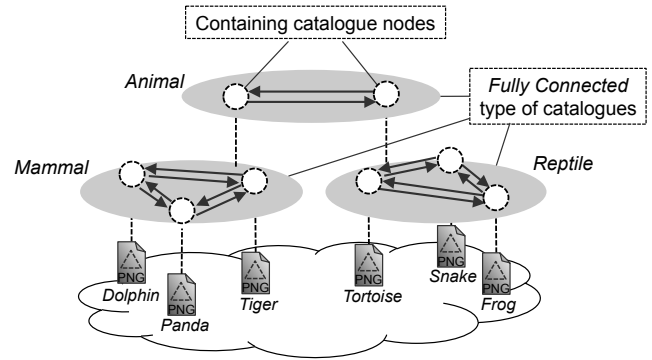 Containing catalogue nodes
Animal
Fully Connected
type of catalogues
Mammal
Reptile
PNG
PNG
PNG
PNG
PNG
PNG
Dolphin
Panda
Tiger
Tortoise
Snake
Frog